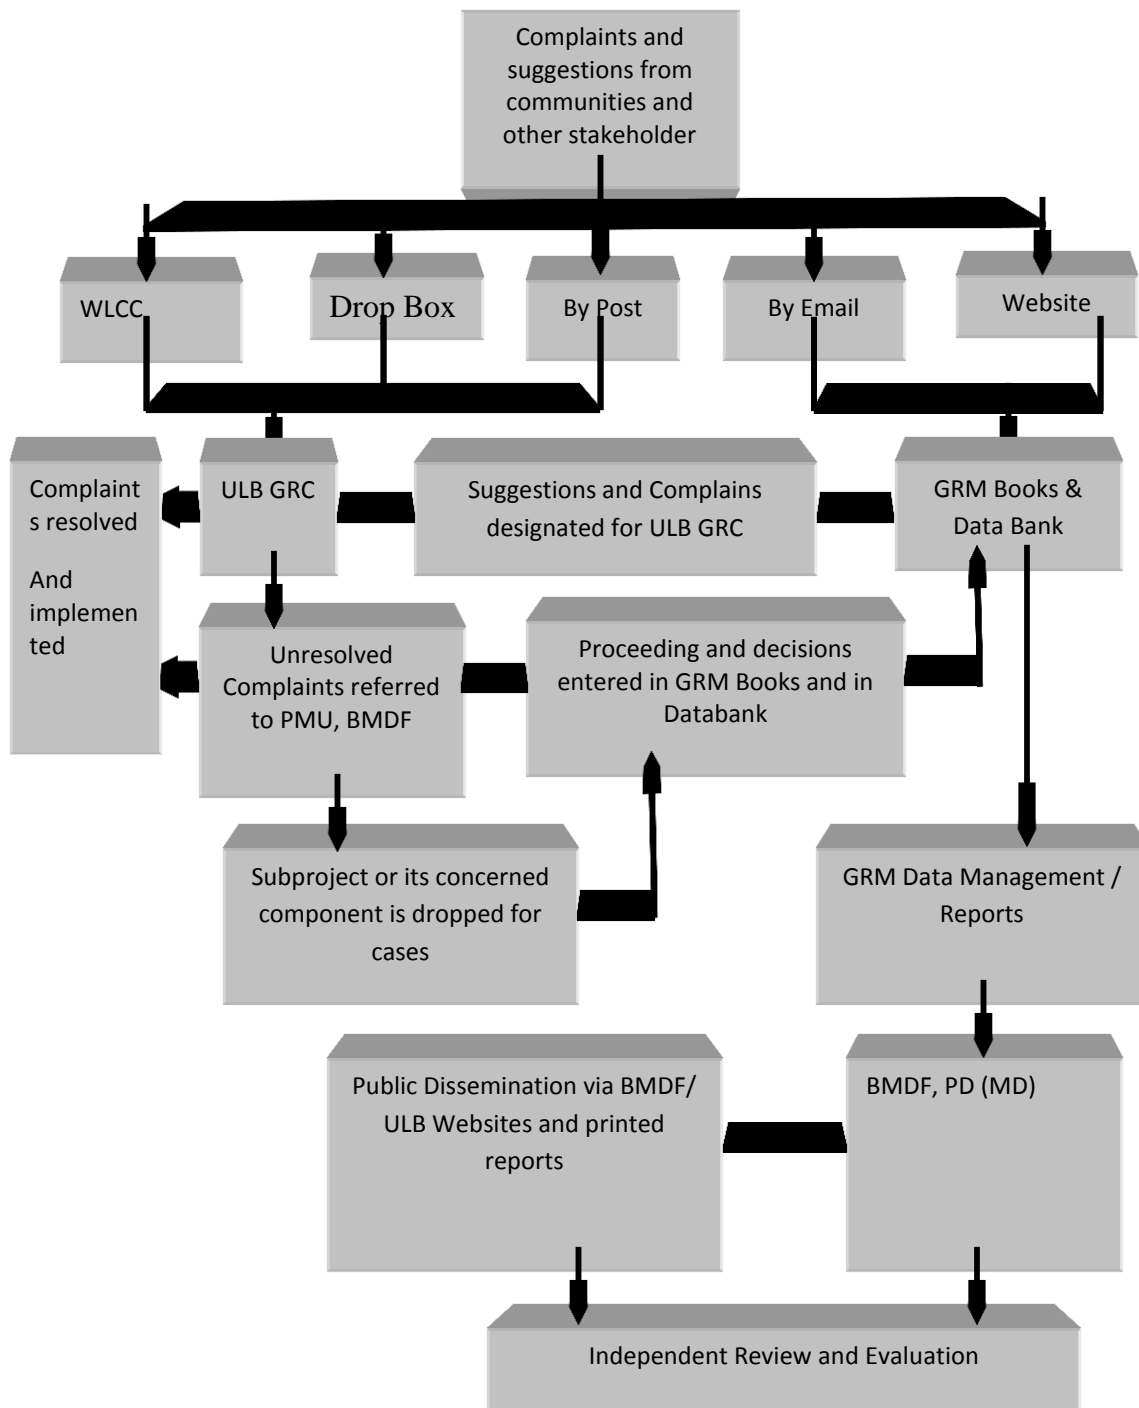 Complaints and
suggestions from
communities and
other stakeholder
WLCC
Drop Box
By Post
By Email
Website
Complaint
s resolved
And
implemen
ted
ULB GRC
Suggestions and Complains
designated for ULB GRC
GRM Books &
Data Bank
Unresolved
Complaints referred
to PMU, BMDF
Proceeding and decisions
entered in GRM Books and in
Databank
Subproject or its concerned
component is dropped for
cases
GRM Data Management /
Reports
Public Dissemination via BMDF/
ULB Websites and printed
reports
BMDF, PD (MD)
Independent Review and Evaluation